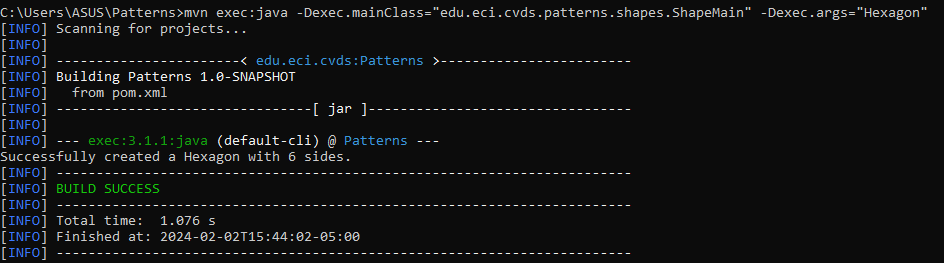 C:\Users\ASUS\Patterns>mvn exec:java -Dexec.mainClass="edu.eci.cvds.patterns.shapes.ShapeMain" -Dexec.args="Hexagon"
[INFO] Scanning for projects...
[INFO]
[INFO] -----------------------< edu.eci.cvds:Patterns >------------------------
[INFO] Building Patterns 1.0-SNAPSHOT
[INFO]   from pom.xml
[INFO] --------------------------------[ jar ]---------------------------------
[INFO]
[INFO] --- exec:3.1.1:java (default-cli) @ Patterns ---
Successfully created a Hexagon with 6 sides.
[INFO] ------------------------------------------------------------------------
[INFO] BUILD SUCCESS
[INFO] ------------------------------------------------------------------------
[INFO] Total time:  1.076 s
[INFO] Finished at: 2024-02-02T15:44:02-05:00
[INFO] ------------------------------------------------------------------------